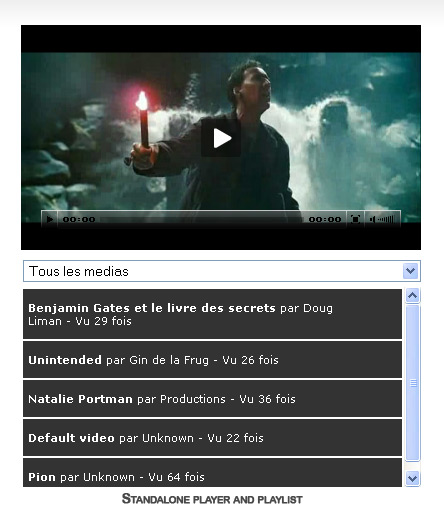 00:00 00:00
Tous les medias
Benjamin Gates et le livre des secrets par Doug
Liman - Vu 29 fois
Unintended par Gin de la Frug - Vu 26 fois
Natalie Portman par Productions - Vu 36 fois
Default video par Unknown - Vu 22 fois
Pion par Unknown - Vu 64 fois
STANDALONE PLAYER AND PLAYLIST